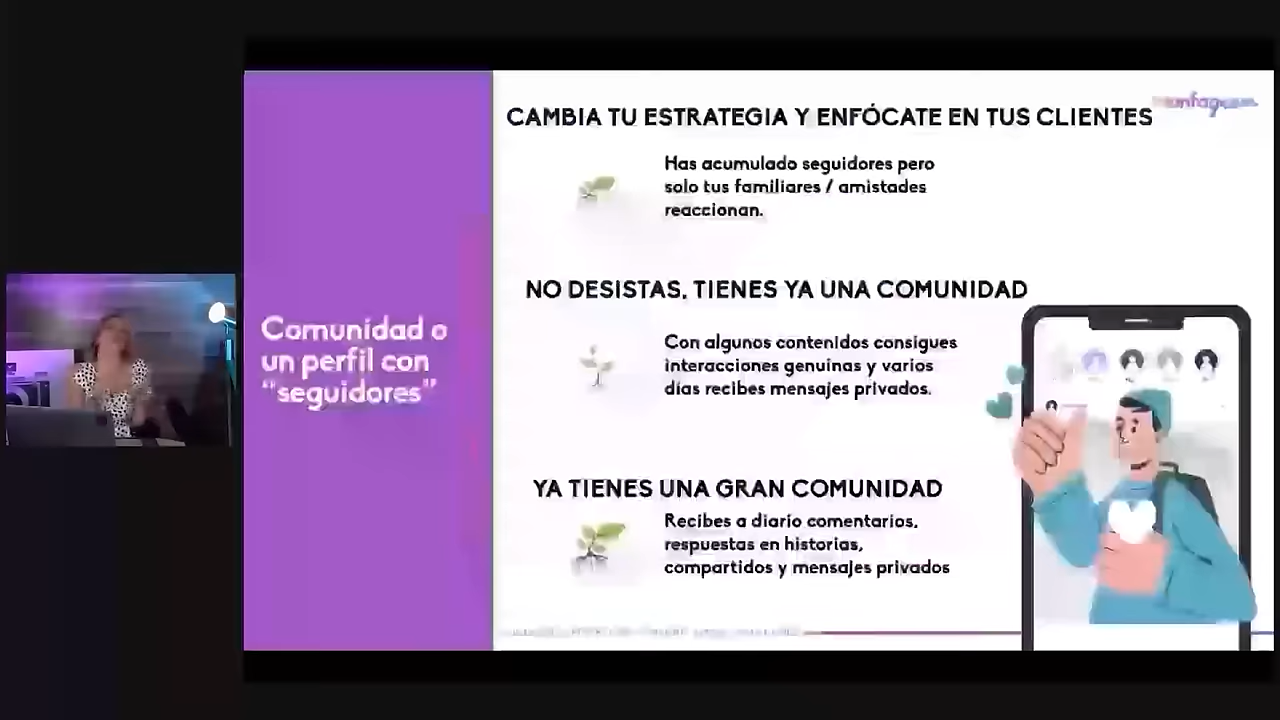 CAMBIA TU ESTRATEGIA Y ENFÓCATE EN TUS CLIENTES
Has acumulado seguidores pero
solo tus familiares / amistades
reaccionan.
NO DESISTAS, TIENES YA UNA COMUNIDAD
Comunidad o
un perfil con
"seguidores"
Con algunos contenidos consigues
interacciones genuinas y varios
días recibes mensajes privados.
YA TIENES UNA GRAN COMUNIDAD
Recibes a diario comentarios,
respuestas en historias,
compartidos y mensajes privados